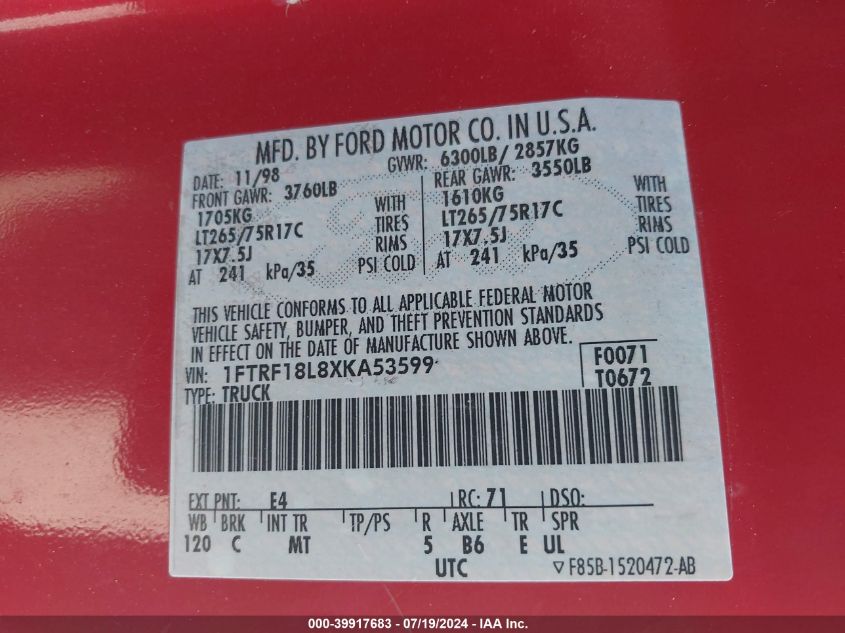 MFD. BY FORD MOTOR CO. IN U.S.A.
DATE: 11/98 GVWR: 6300LB/ 2857KG
FRONT GAWR: 3760LB REAR GAWR: 3550LB
1705KG WITH 1610KG WITH
LT265/75R17C TIRES LT265/75R17C TIRES
17X7.5J RIMS 17X7.5J RIMS
AT 241 kPa/35 PSI COLD AT 241 kPa/35 PSI COLD
THIS VEHICLE CONFORMS TO ALL APPLICABLE FEDERAL MOTOR
VEHICLE SAFETY, BUMPER, AND THEFT PREVENTION STANDARDS
IN EFFECT ON THE DATE OF MANUFACTURE SHOWN ABOVE.
VIN: 1FTRF18L8XKA53599 F0071
TYPE: TRUCK T0672
EXT PNT: E4 RC: 71 DSO:
WB BRK INT TR TP/PS R AXLE TR SPR
120 C MT 5 B6 E UL
UTC ▽F85B-1520472-AB
000-39917683 - 07/19/2024 - IAA Inc.